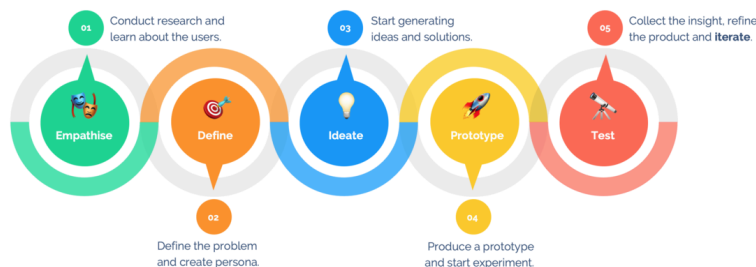 01
Conduct research and
learn about the users.
Empathise
Define
02
Define the problem
and create persona.
03
Start generating
ideas and solutions.
Ideate
Prototype
04
Produce a prototype
and start experiment.
05
Collect the insight, refine
the product and iterate.
Test